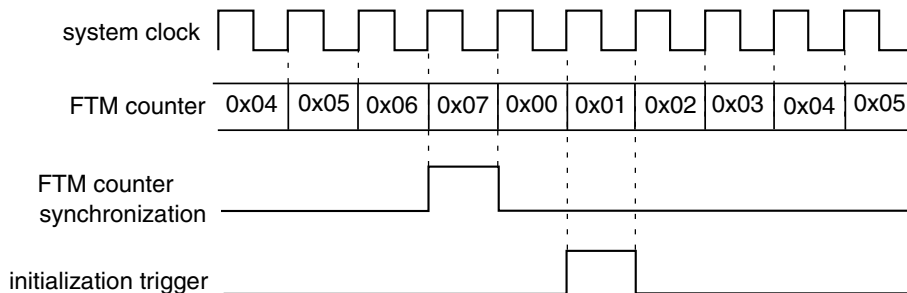 system clock
FTM counter 0x04 0x05 0x06 0x07 0x00 0x01 0x02 0x03 0x04 0x05
FTM counter
synchronization
initialization trigger